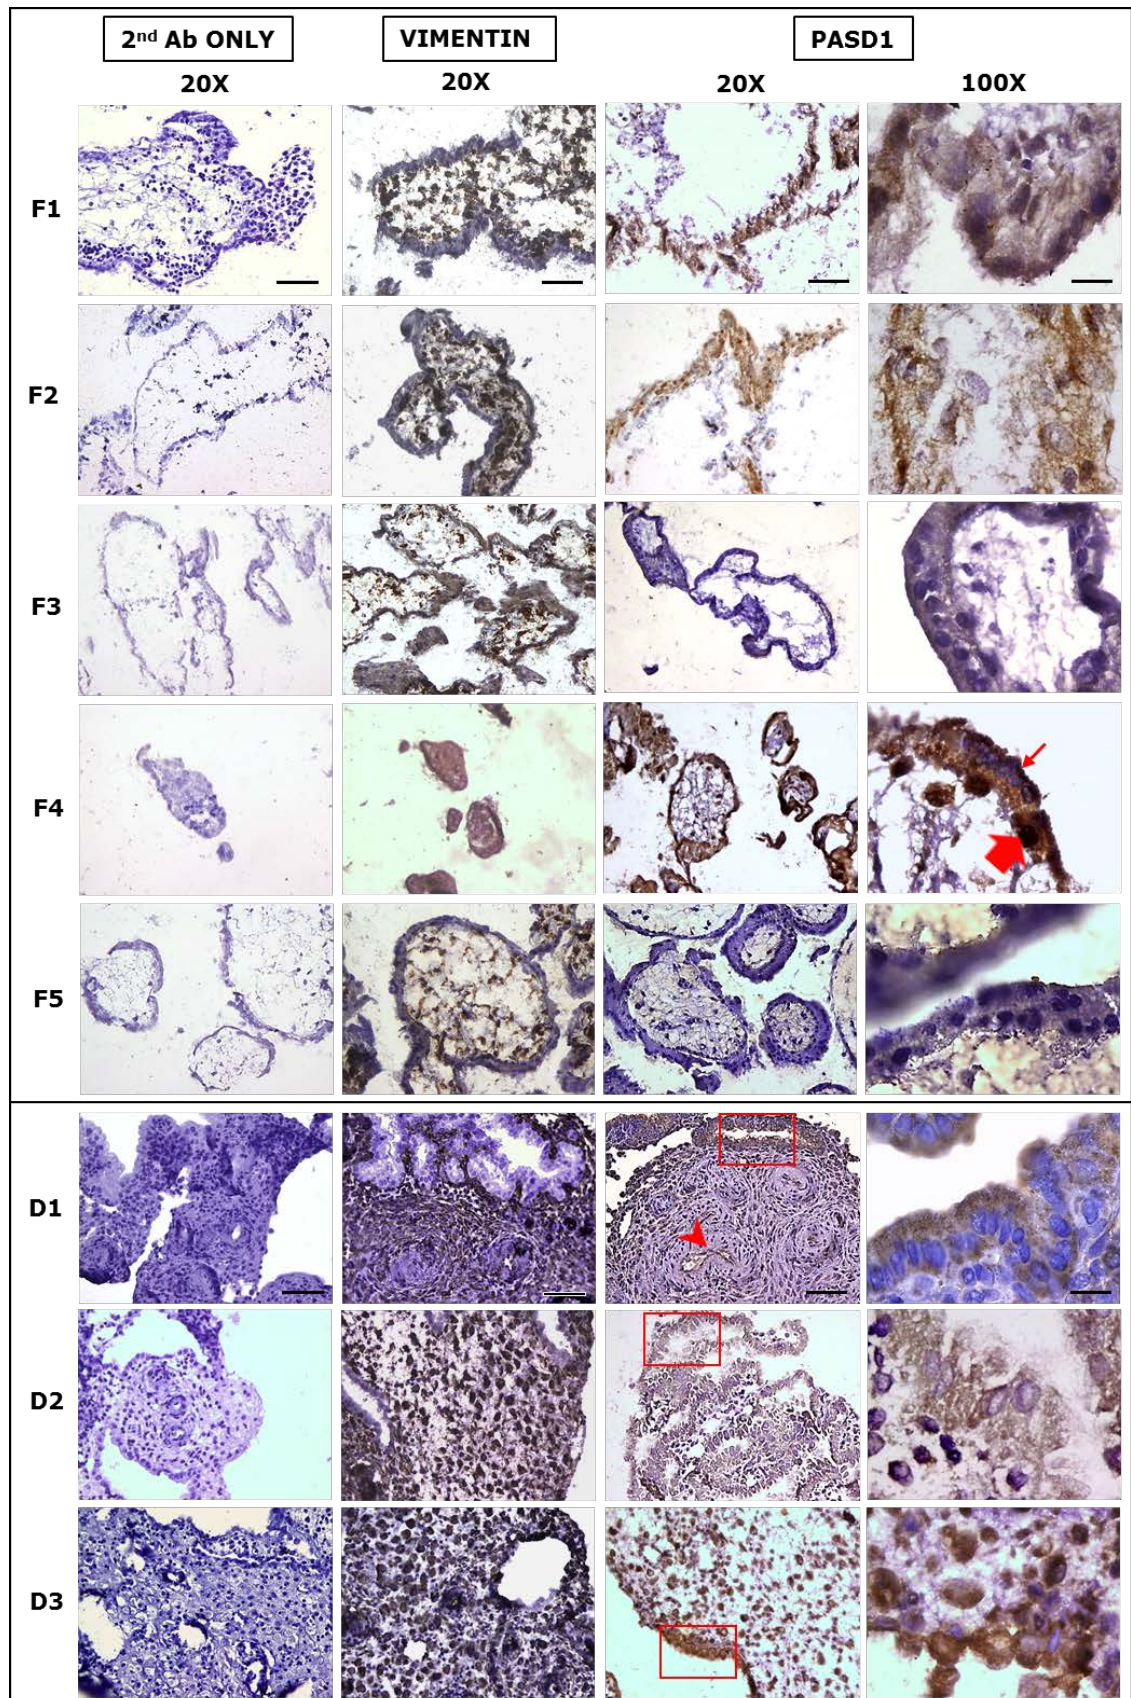 2nd Ab ONLY VIMENTIN PASD1
20X 20X 20X 100X
F1
F2
F3
F4
F5
D1
D2
D3